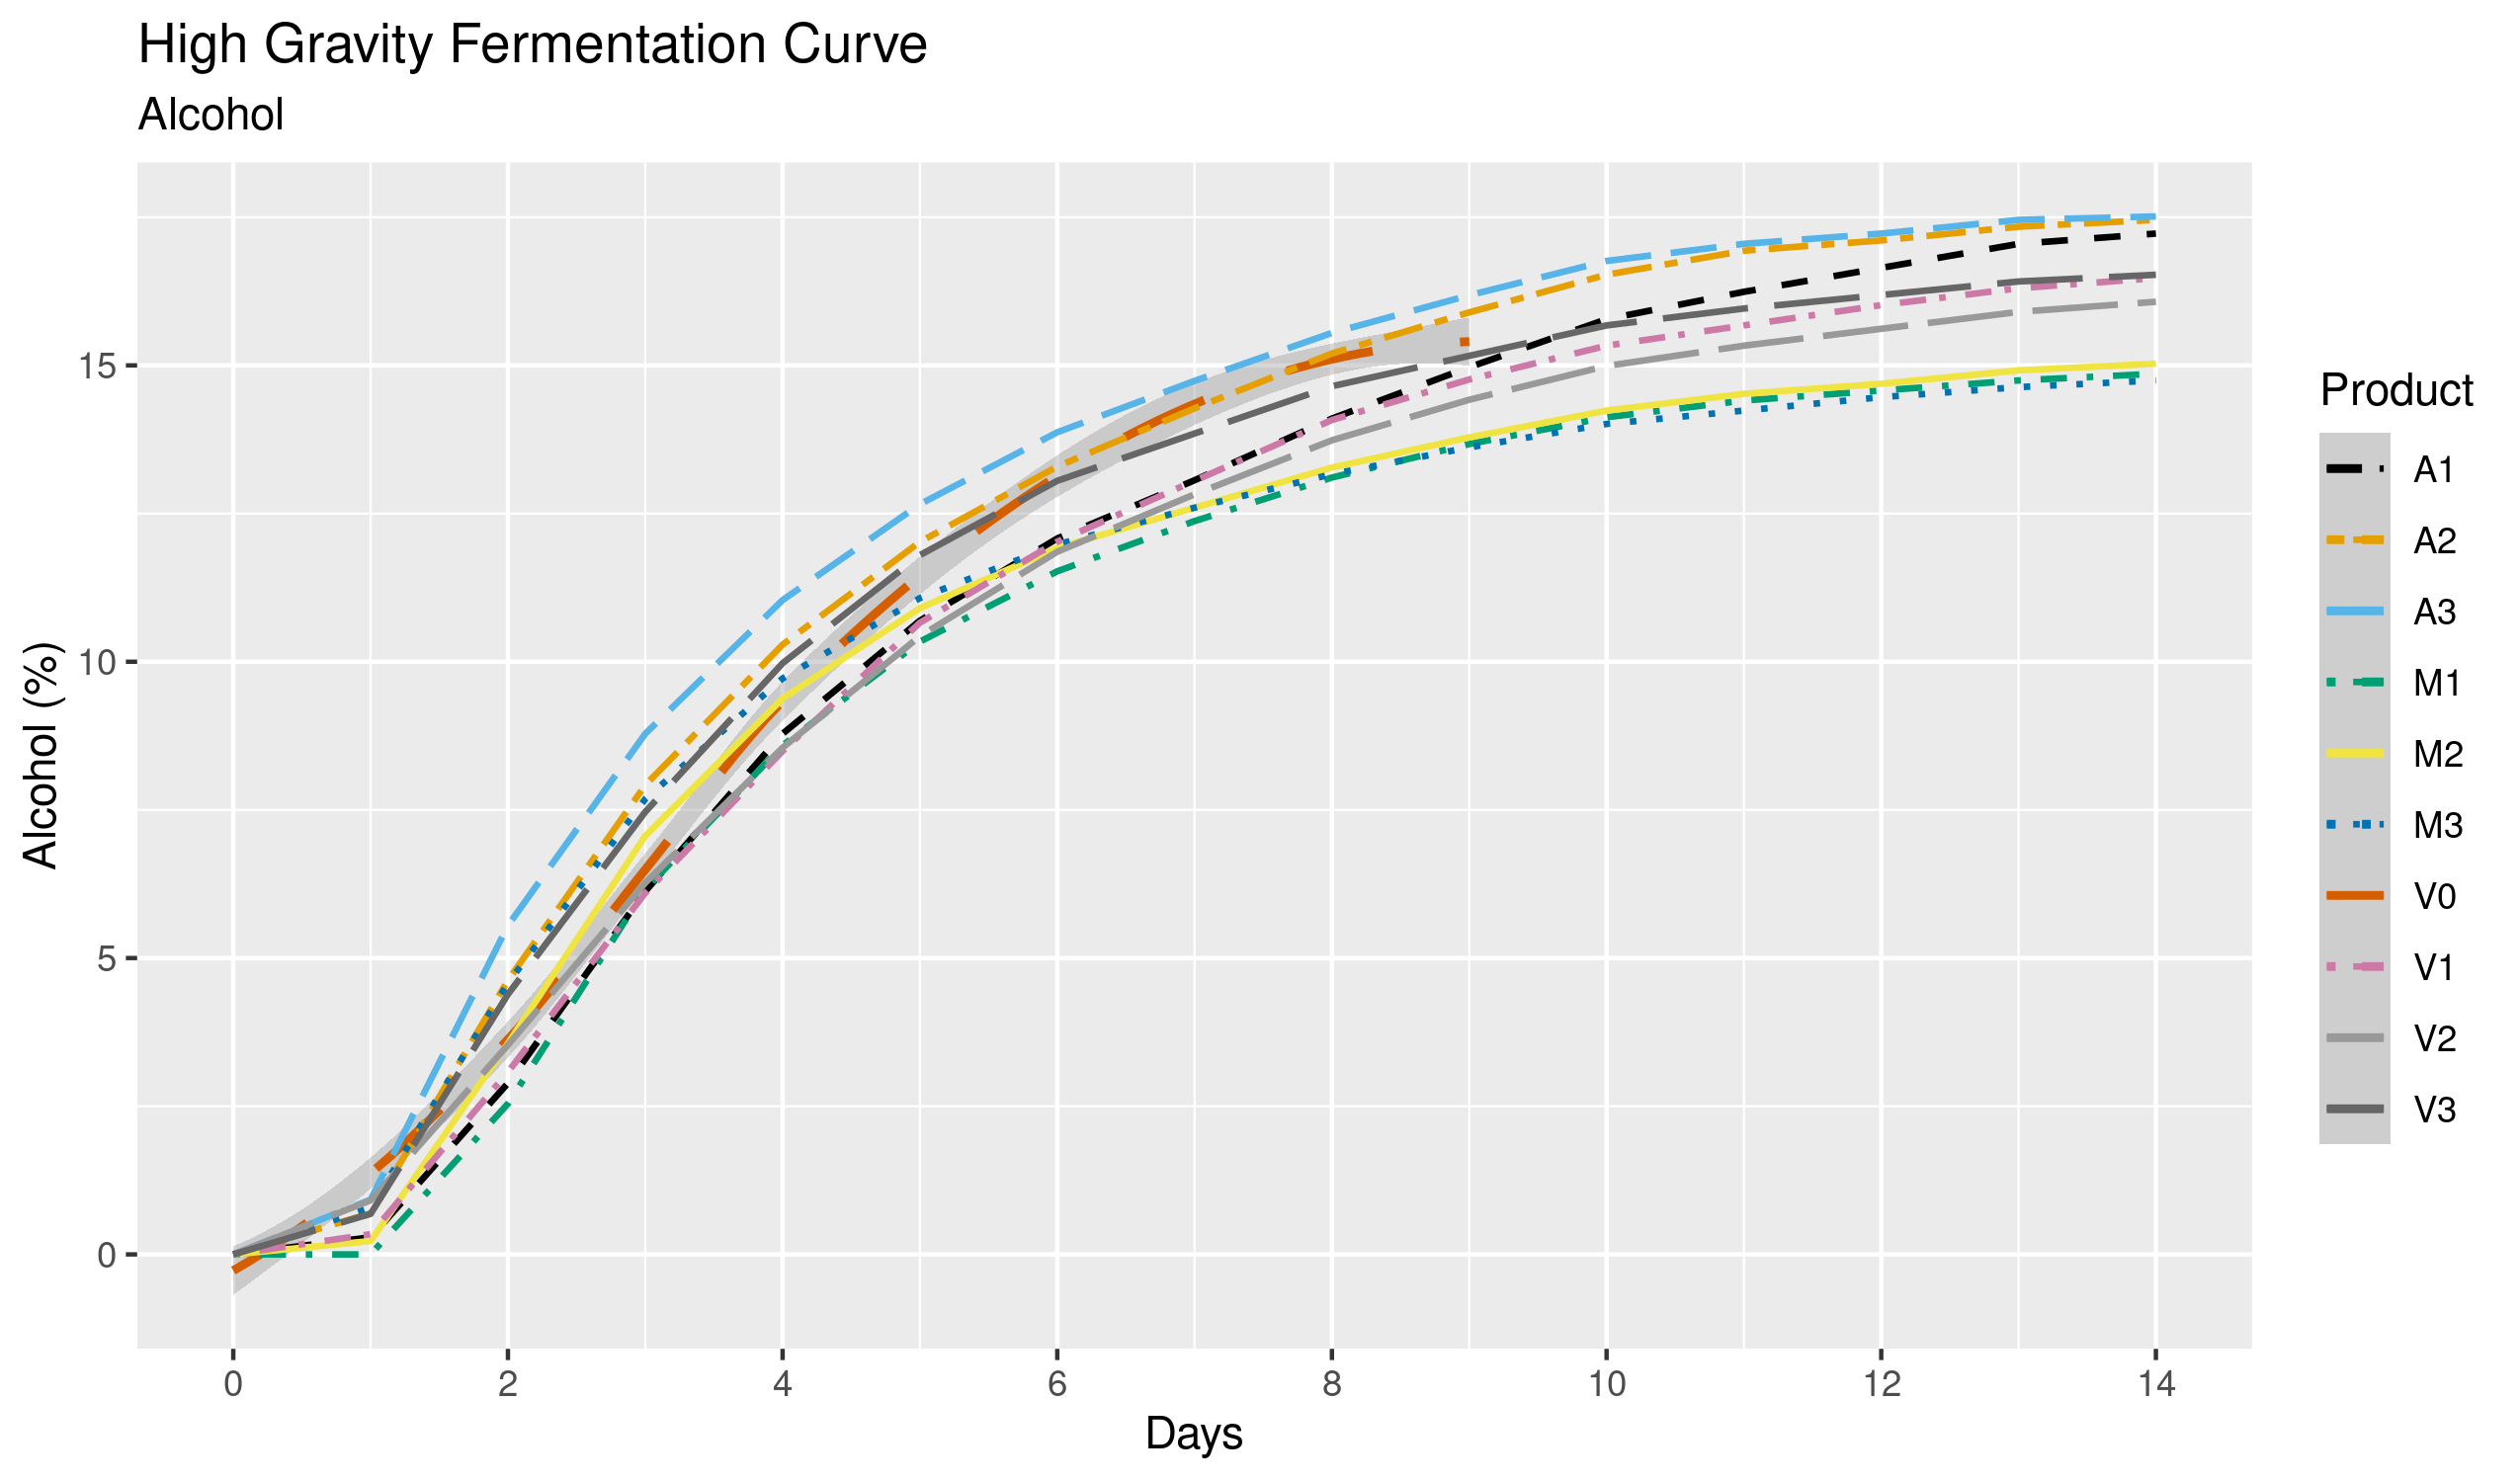 High Gravity Fermentation Curve
Alcohol
Alcohol (%)
15
10
5
0
0 2 4 6 8 10 12 14
Days
Product
A1
A2
A3
M1
M2
M3
V0
V1
V2
V3